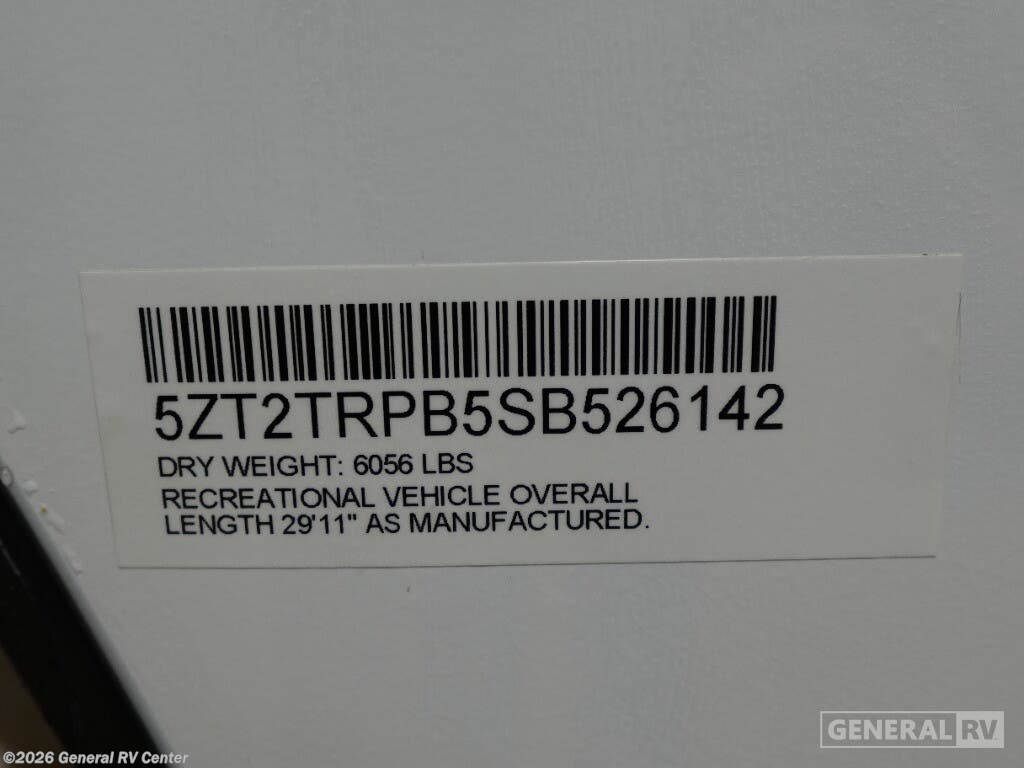 5ZT2TRPB5SB526142
DRY WEIGHT: 6056 LBS
RECREATIONAL VEHICLE OVERALL
LENGTH 29'11" AS MANUFACTURED.
GENERAL RV
©2026 General RV Center